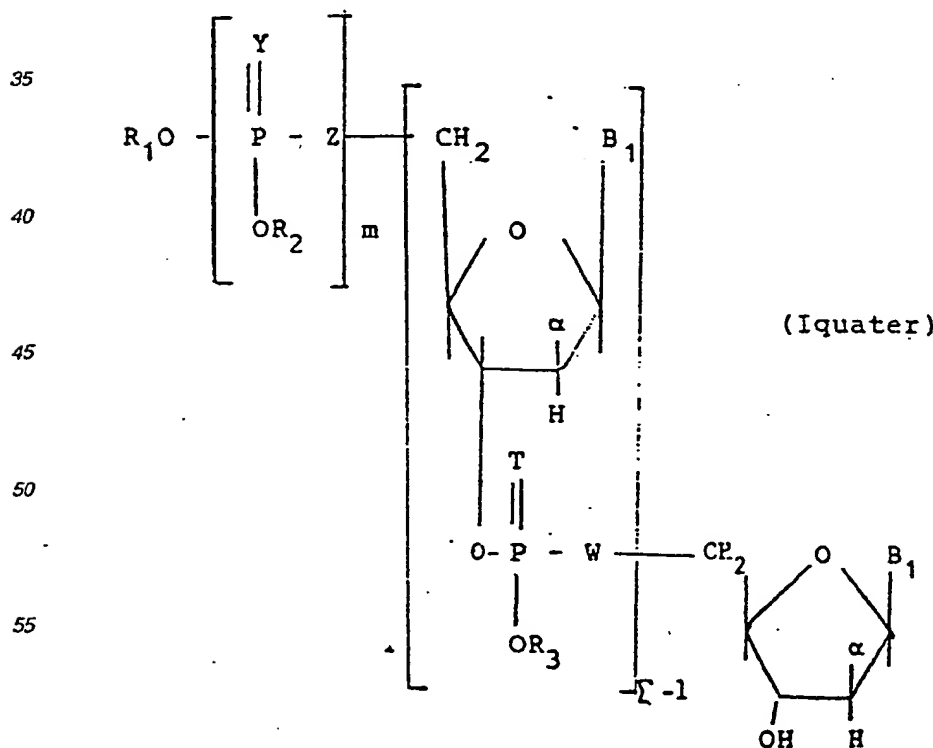 Y
35
R1O - P - Z CH2 B1
40
OR2 m O
(Iquater)
α
45
H
T
50
O-P - W CH2 O B1
55
OR3 α
Σ-1
OH H